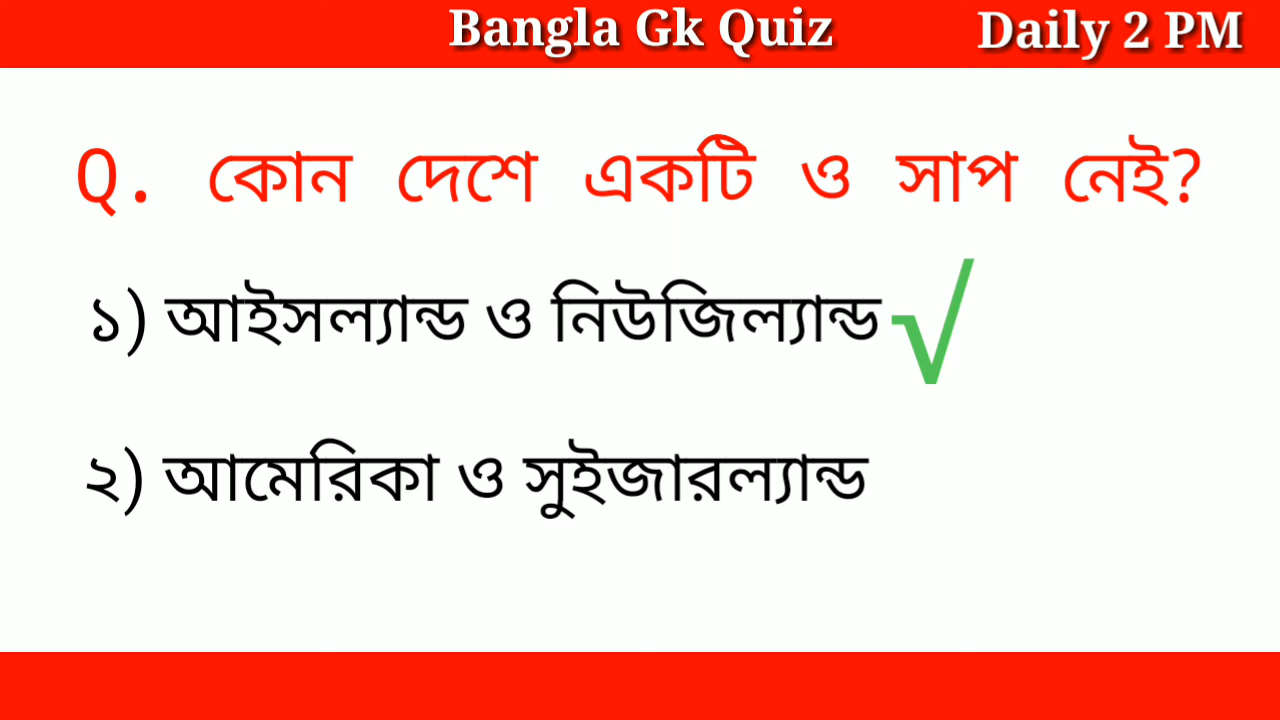 Bangla Gk Quiz Daily 2 PM
Q. কোন দেশে একটি ও সাপ নেই?
১) আইসল্যান্ড ও নিউজিল্যান্ড √
২) আমেরিকা ও সুইজারল্যান্ড